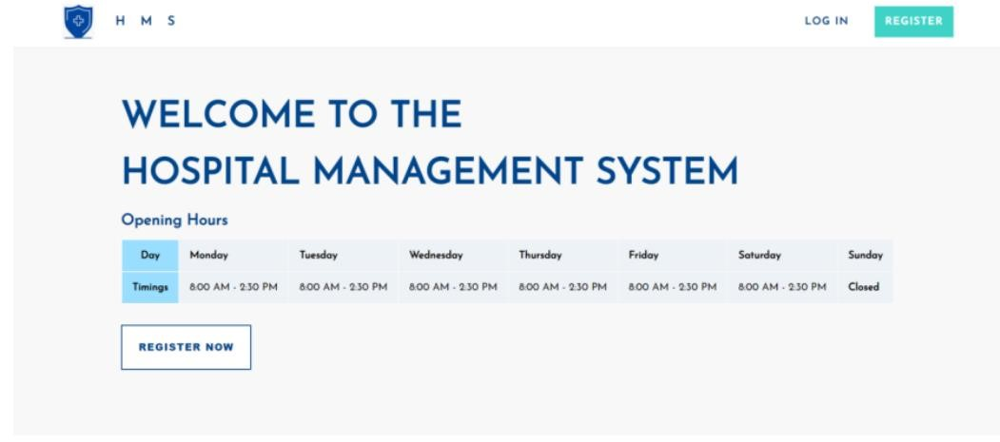 H M S
LOG IN
REGISTER
WELCOME TO THE
HOSPITAL MANAGEMENT SYSTEM
Opening Hours
Day Monday Tuesday Wednesday Thursday Friday Saturday Sunday
Timings 8:00 AM - 2:30 PM 8:00 AM - 2:30 PM 8:00 AM - 2:30 PM 8:00 AM - 2:30 PM 8:00 AM - 2:30 PM 8:00 AM - 2:30 PM Closed
REGISTER NOW